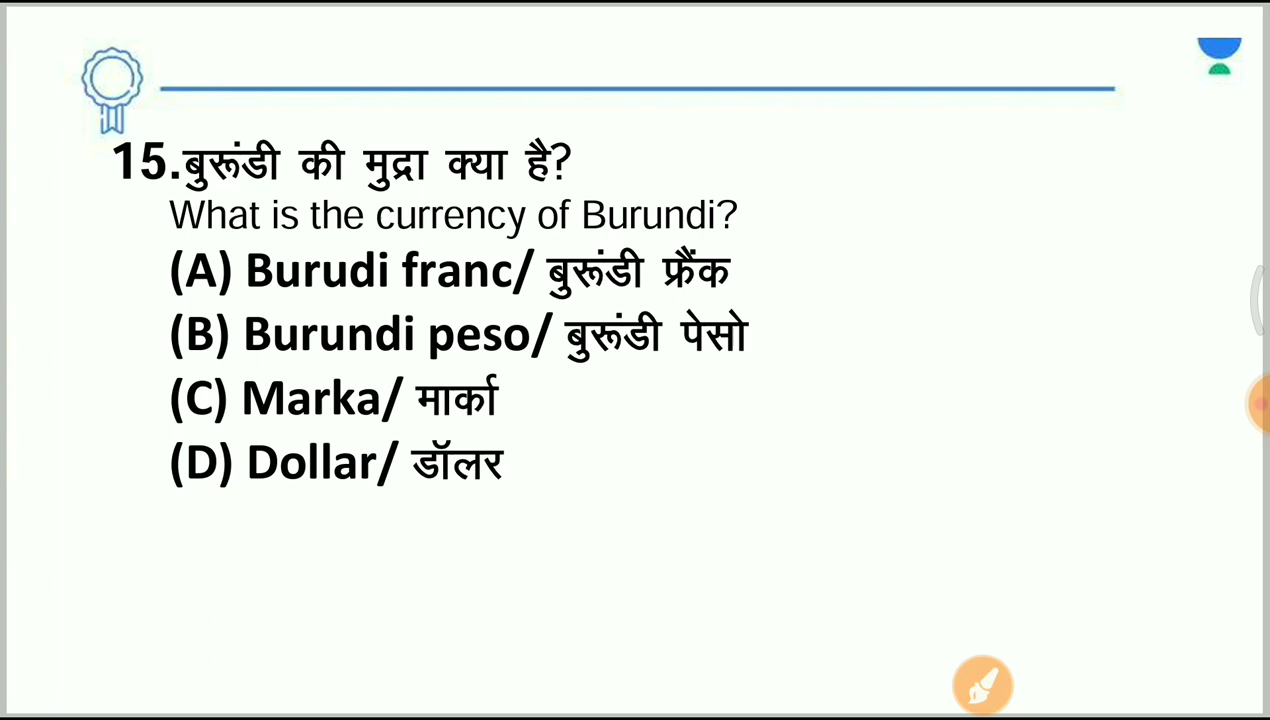 15.बुरूंडी की मुद्रा क्या है?
What is the currency of Burundi?
(A) Burudi franc/ बुरूंडी फ्रैंक
(B) Burundi peso/ बुरूंडी पेसो
(C) Marka/ मार्का
(D) Dollar/ डॉलर